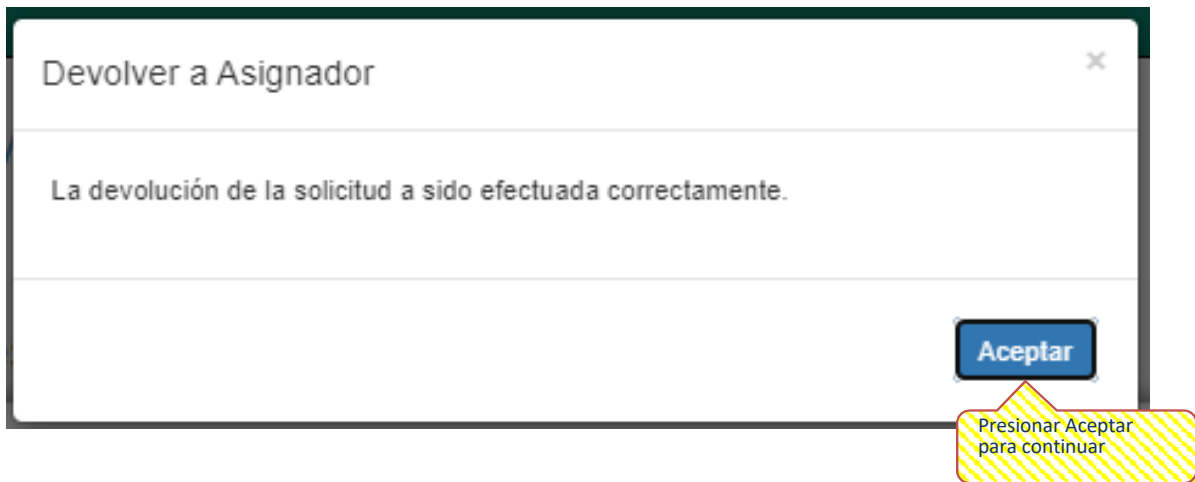 Devolver a Asignador
×
La devolución de la solicitud a sido efectuada correctamente.
Aceptar
Presionar Aceptar
para continuar